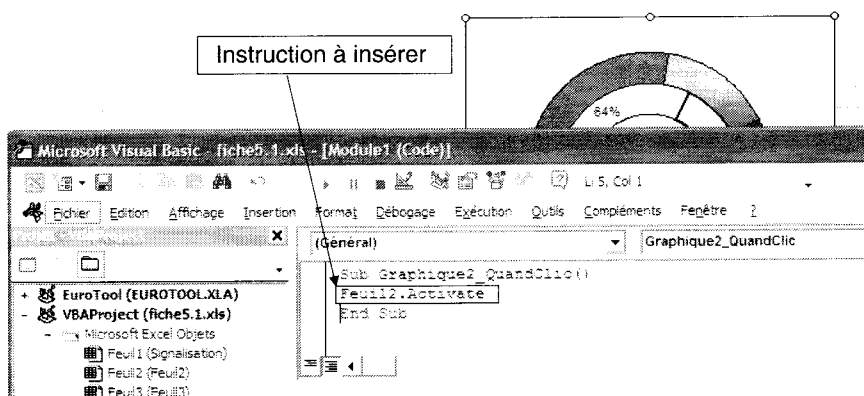 Instruction à insérer
64%
Microsoft Visual Basic - fiche5.1.xls - [Module1 (Code)]
L: 5, Col 1
Fichier Edition Affichage Insertion Format Débogage Exécution Outils Compléments Fenêtre ?
(Général)
Graphique2_QuandClic
Sub Graphique2_QuandClic()
Feuil2.Activate
End Sub
+ EuroTool (EUROTOOL.XLA)
- VBAProject (fiche5.1.xls)
- Microsoft Excel Objets
Feuil1 (Signalisation)
Feuil2 (Feuil2)
Feuil3 (Feuil3)